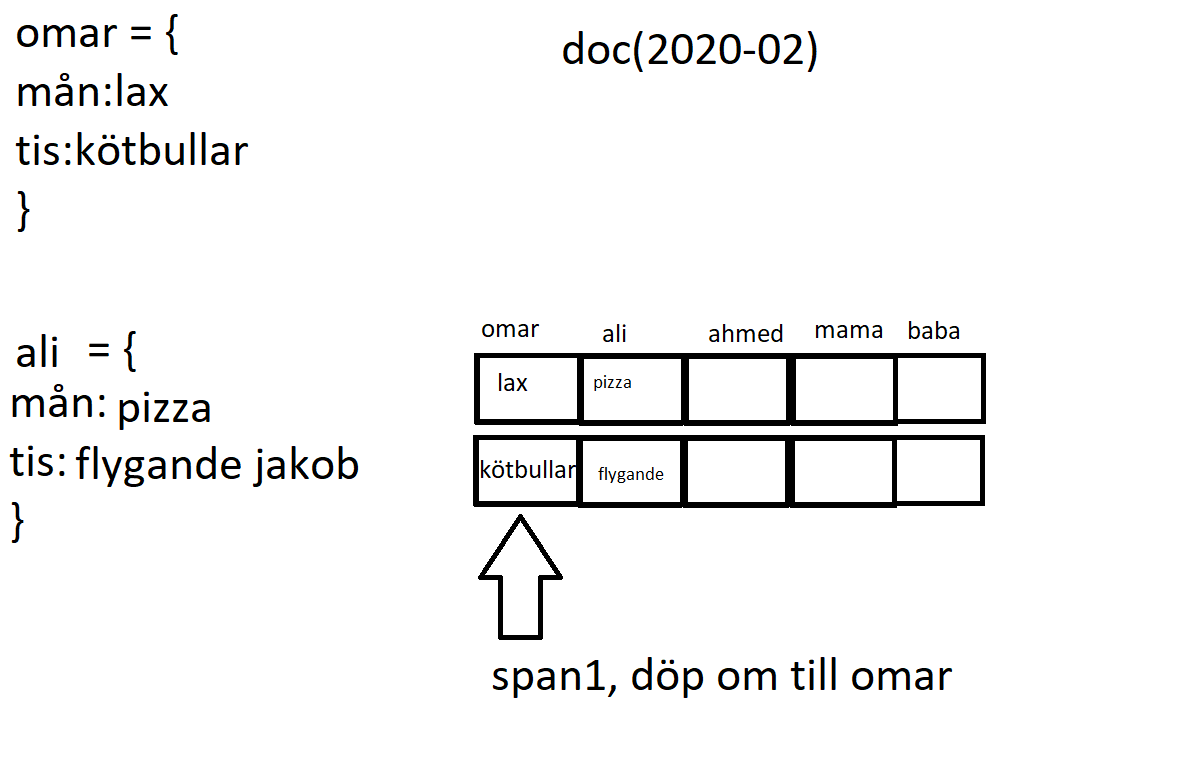 omar = {
mån:lax
tis:kötbullar
}
doc(2020-02)
ali = {
mån: pizza
tis: flygande jakob
}
omar ali ahmed mama baba
lax pizza
kötbullar flygande
span1, döp om till omar